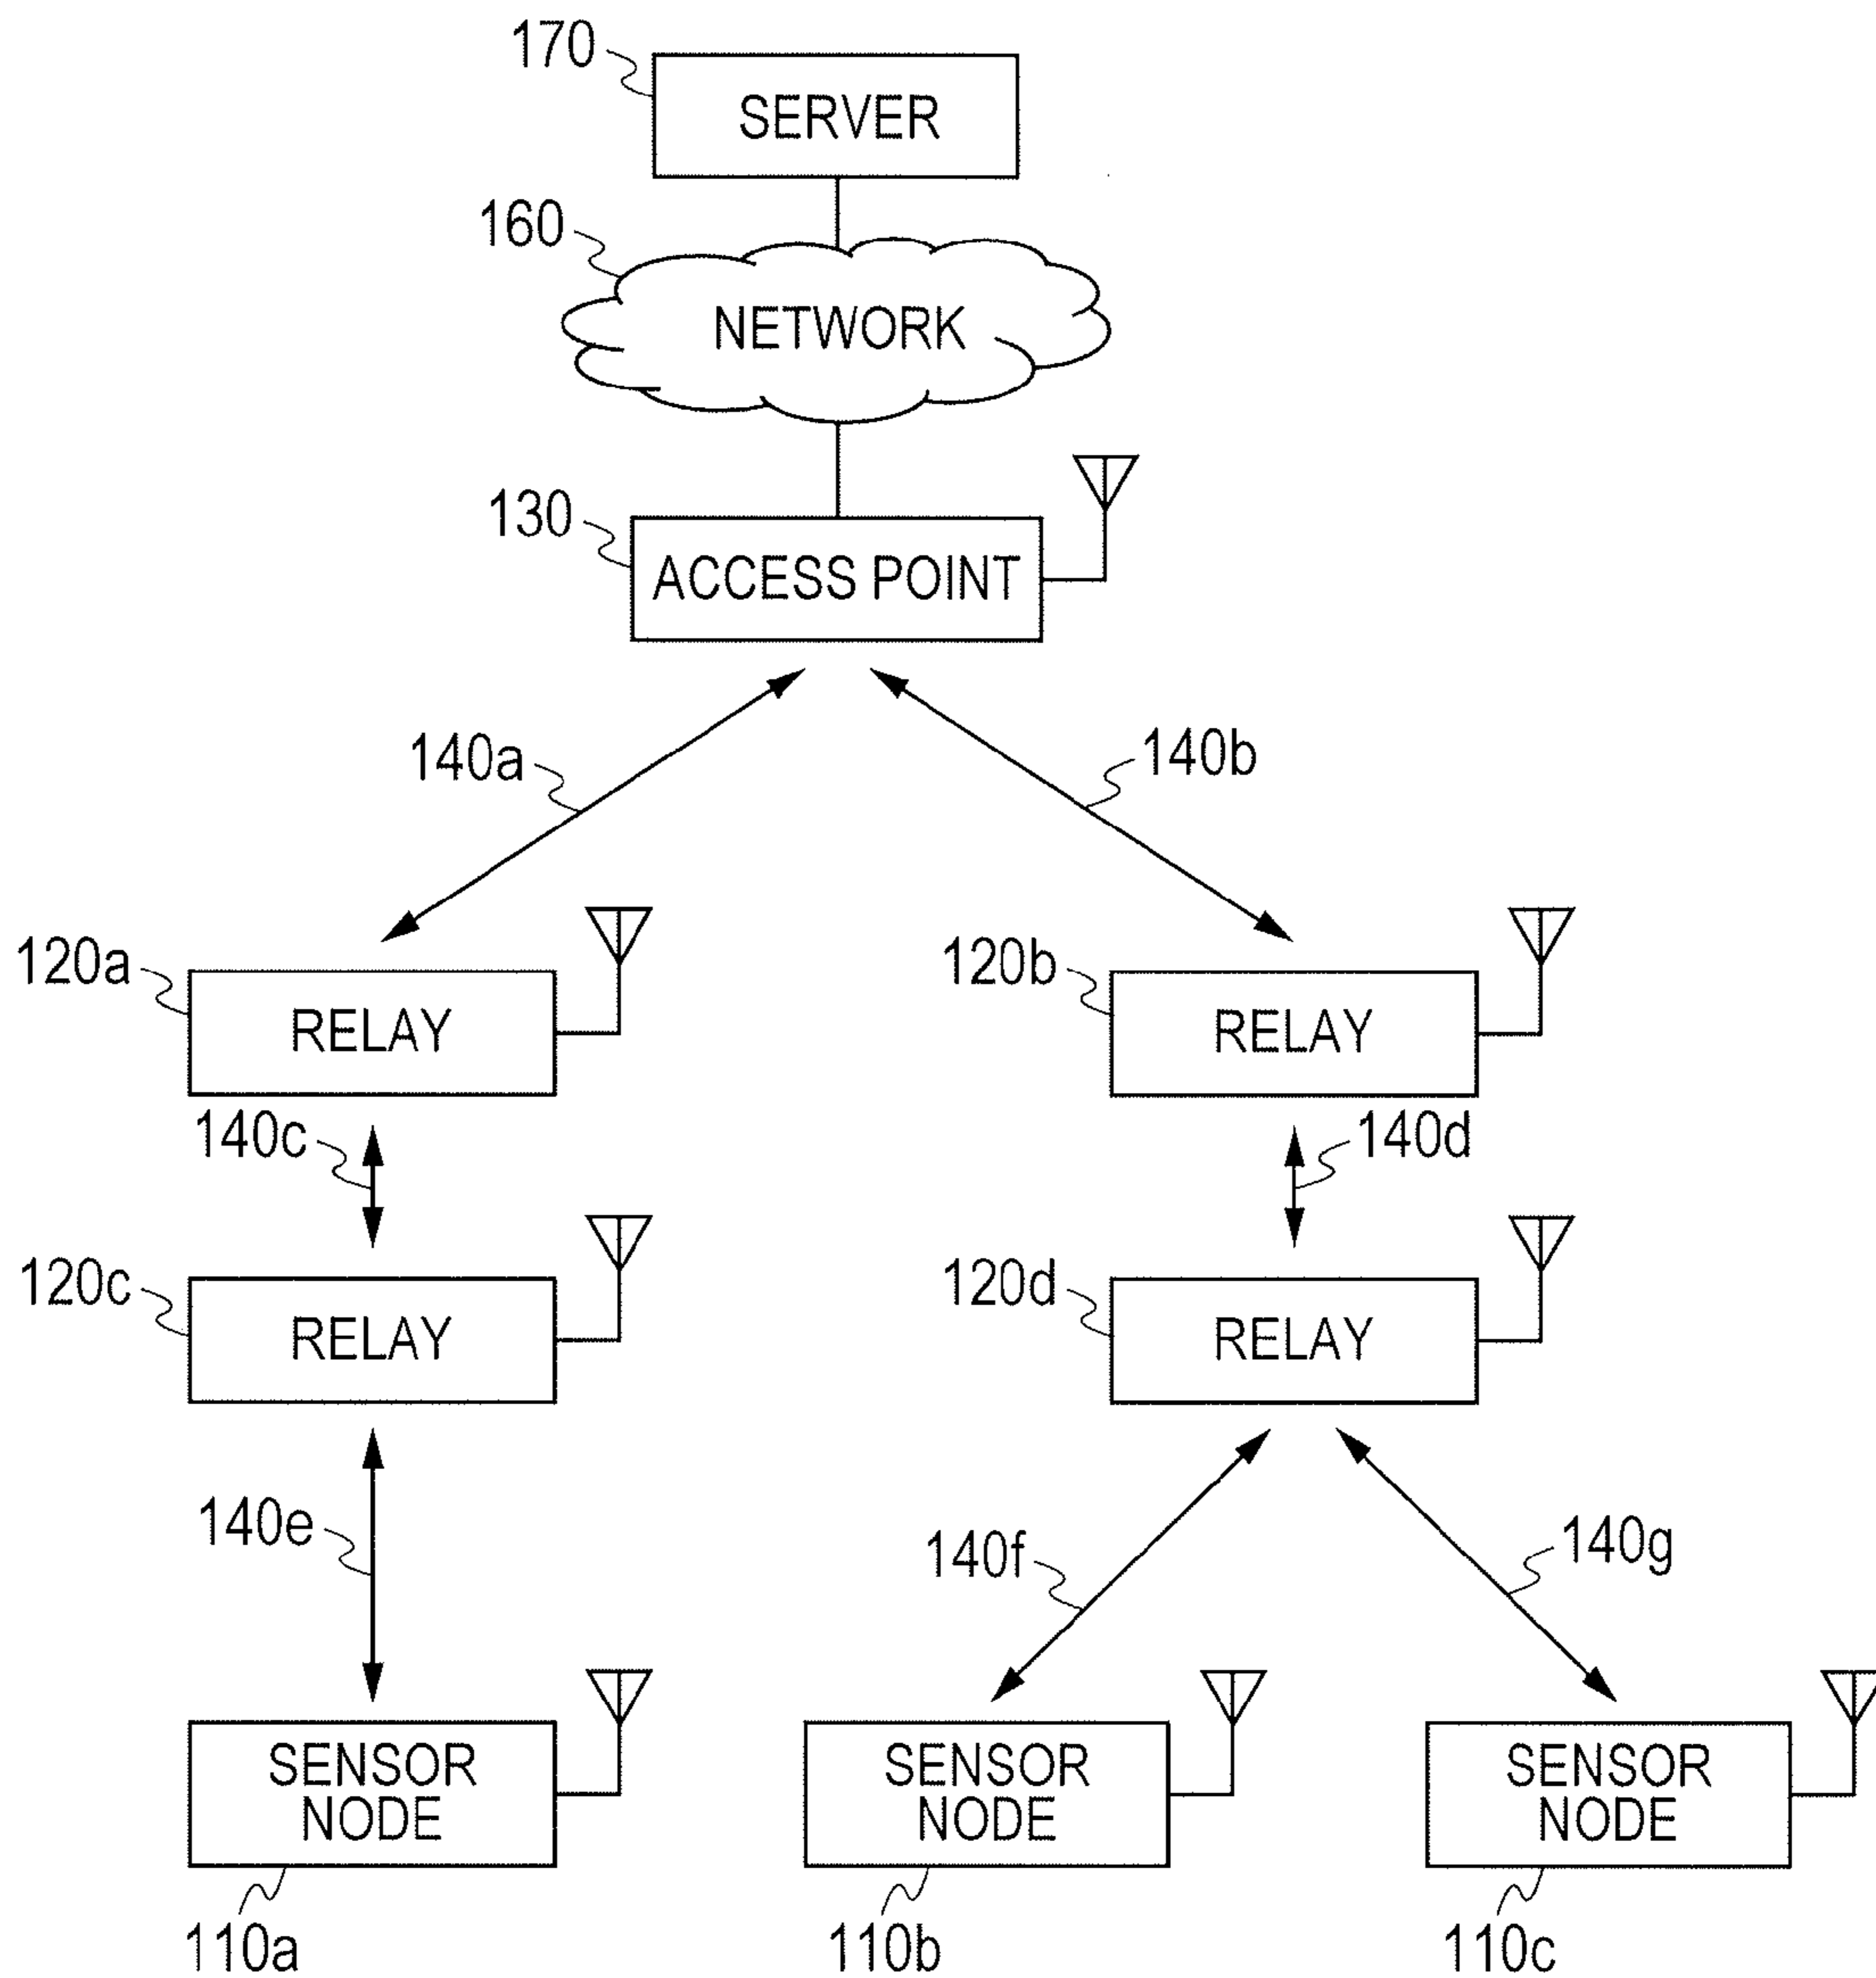 170
SERVER
160
NETWORK
130
ACCESS POINT
140a
140b
120a
RELAY
120b
RELAY
140c
140d
120c
RELAY
120d
RELAY
140e
140f
140g
SENSOR
NODE
SENSOR
NODE
SENSOR
NODE
110a
110b
110c